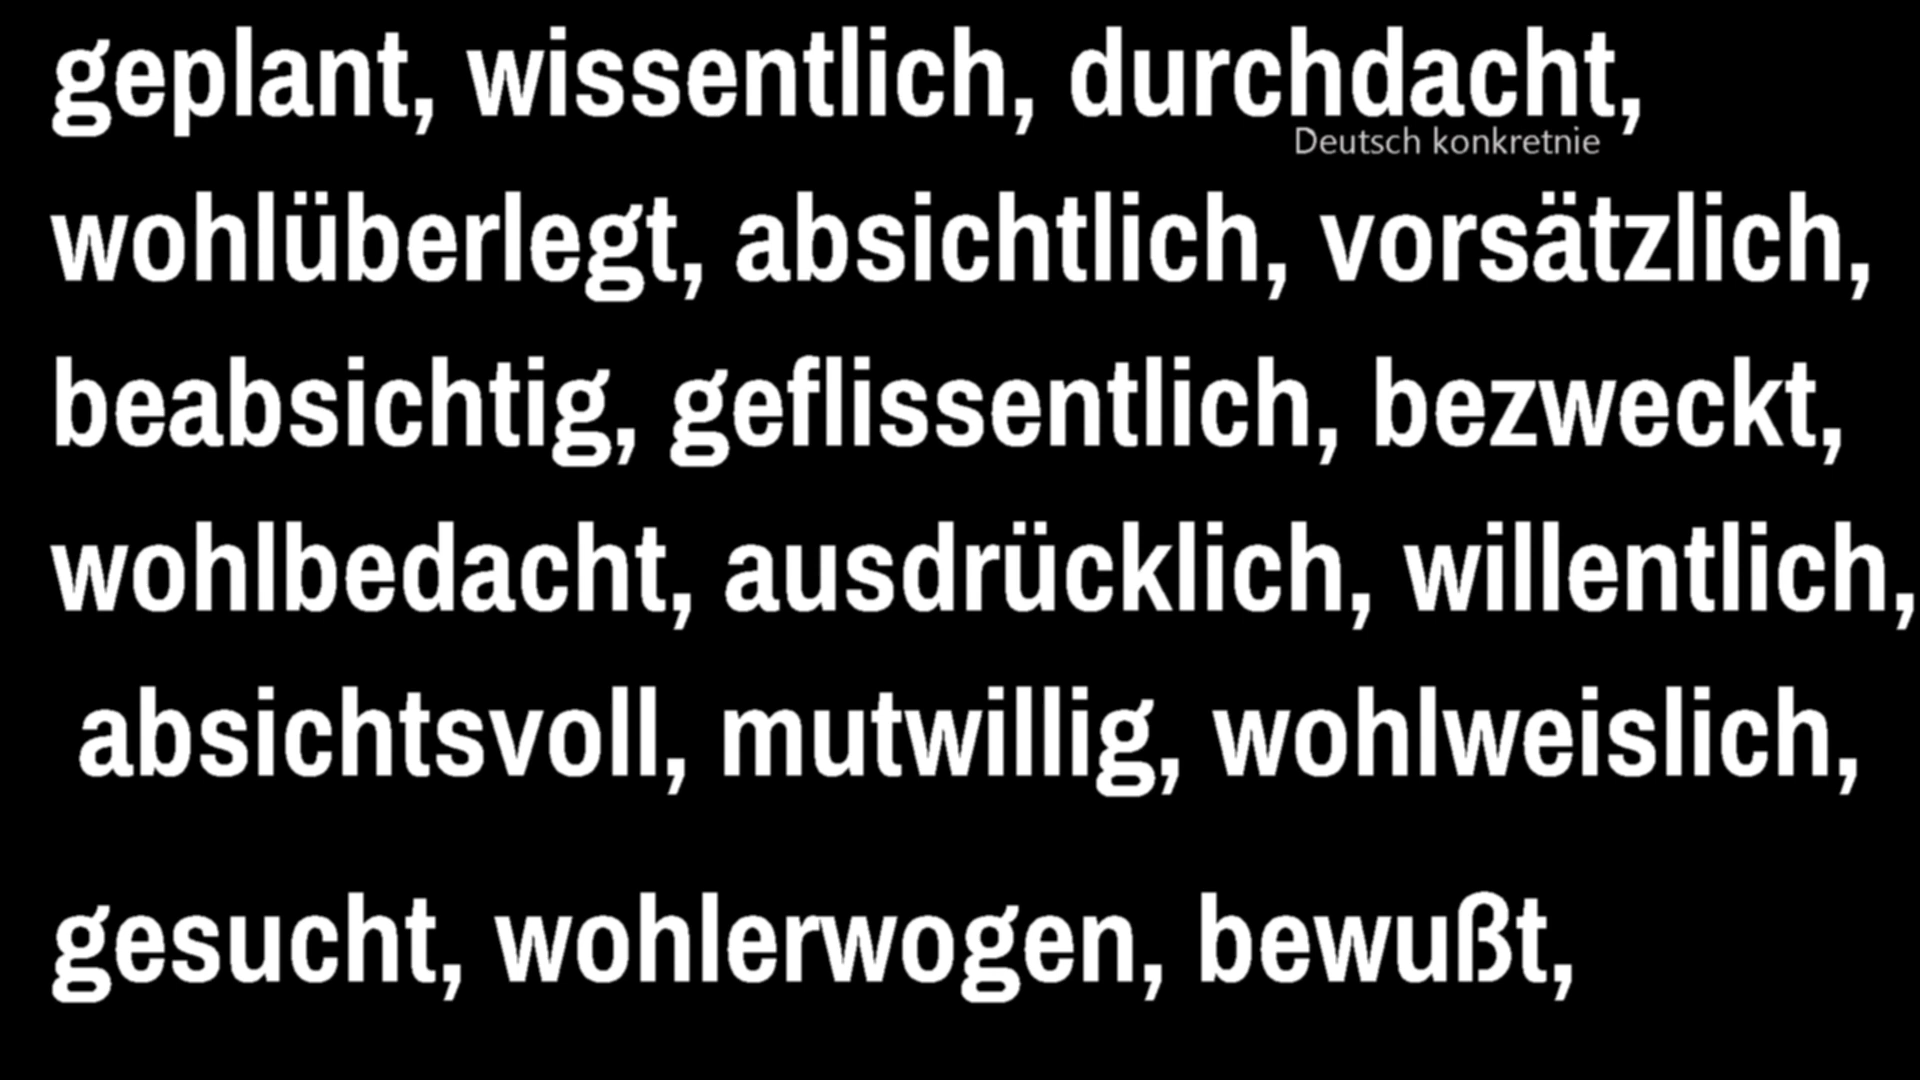 geplant, wissentlich, durchdacht,
Deutsch konkretnie
wohlüberlegt, absichtlich, vorsätzlich,
beabsichtig, geflissentlich, bezweckt,
wohlbedacht, ausdrücklich, willentlich,
absichtsvoll, mutwillig, wohlweislich,
gesucht, wohlerwogen, bewußt,